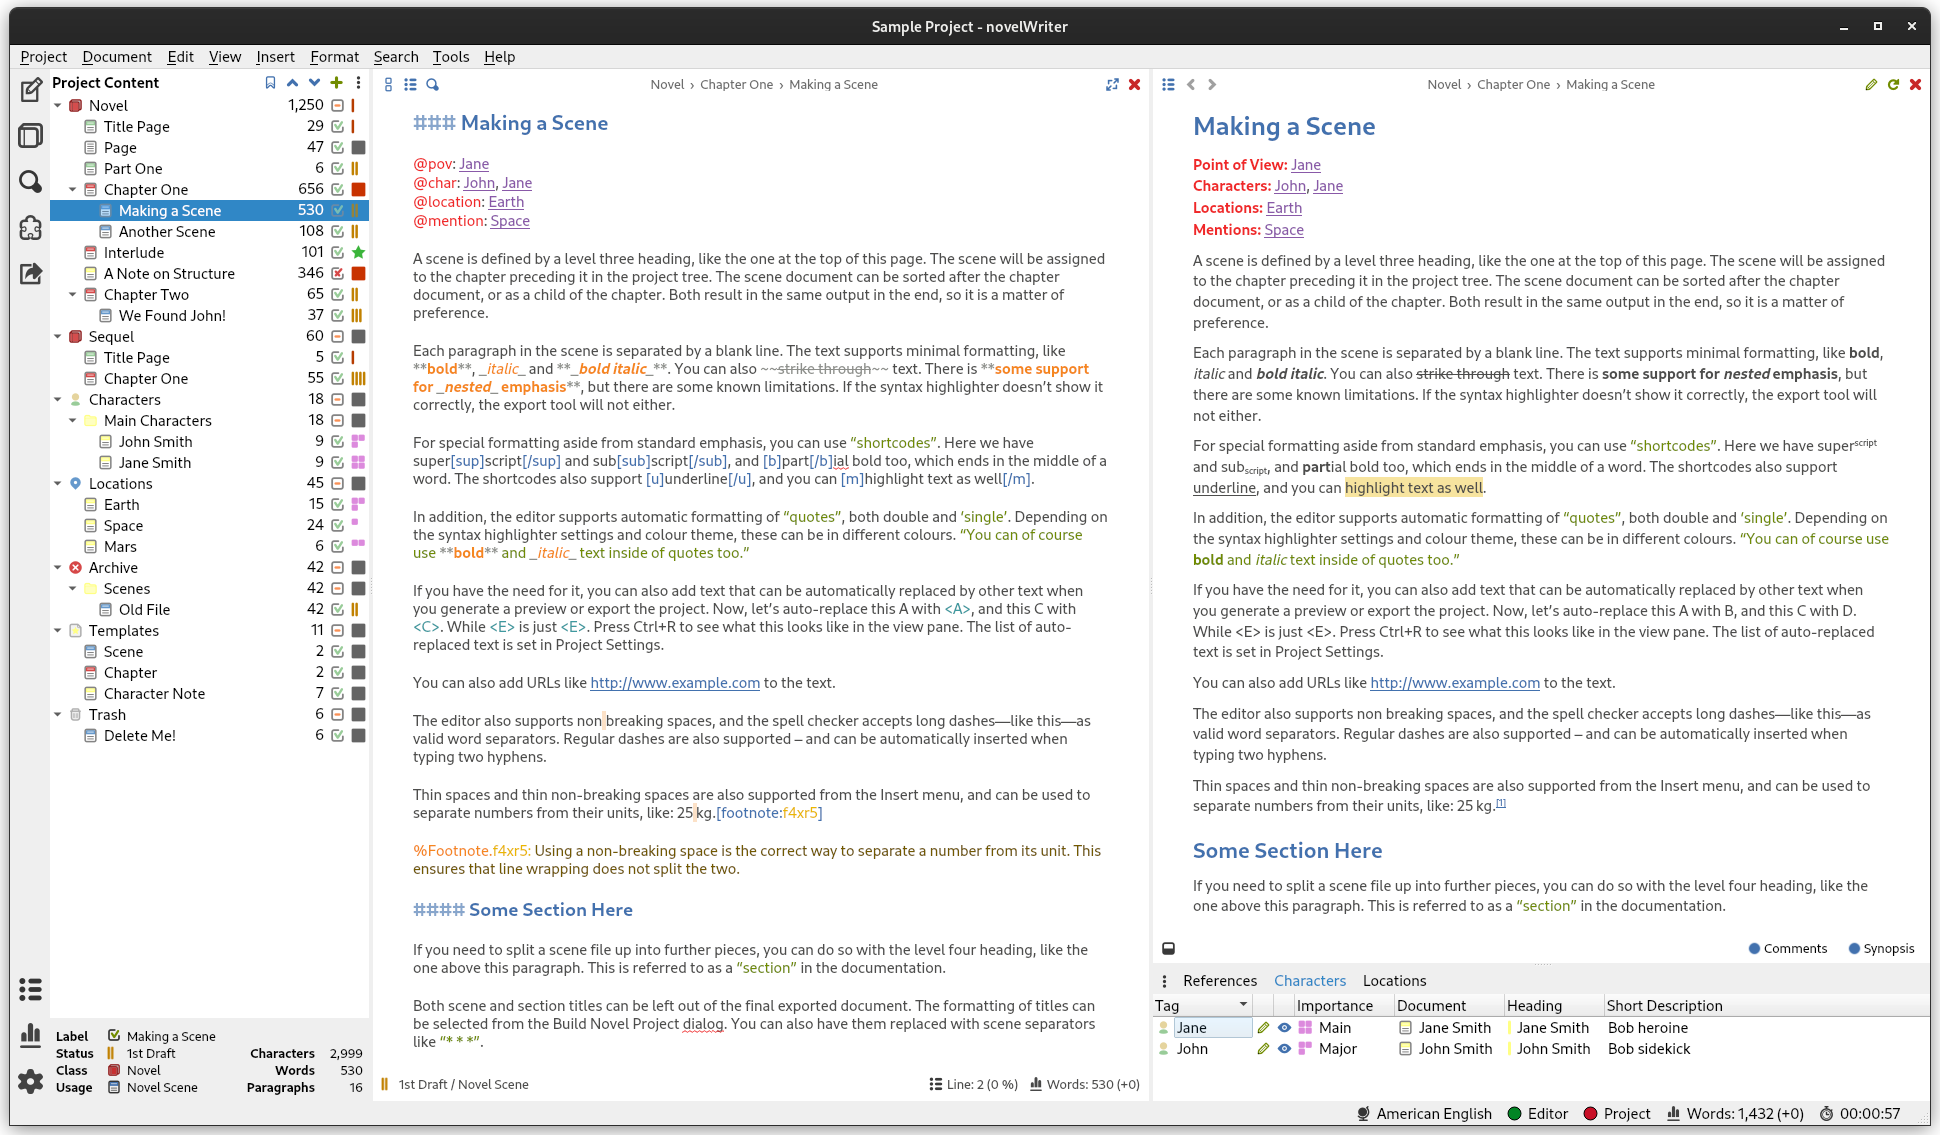 Sample Project - novelWriter
Project Document Edit View Insert Format Search Tools Help
Project Content
Novel 1,250
Title Page 29
Page 47
Part One 6
Chapter One 656
Making a Scene 530
Another Scene 108
Interlude 101
A Note on Structure 346
Chapter Two 65
We Found John! 37
Sequel 60
Title Page 5
Chapter One 55
Characters 18
Main Characters 18
John Smith 9
Jane Smith 9
Locations 45
Earth 15
Space 24
Mars 6
Archive 42
Scenes 42
Old File 42
Templates 11
Scene 2
Chapter 2
Character Note 7
Trash 6
Delete Me! 6
Label Making a Scene
Status 1st Draft Characters 2,999
Class Novel Words 530
Usage Novel Scene Paragraphs 16
Novel › Chapter One › Making a Scene
### Making a Scene
@pov: Jane
@char: John, Jane
@location: Earth
@mention: Space
A scene is defined by a level three heading, like the one at the top of this page. The scene will be assigned
to the chapter preceding it in the project tree. The scene document can be sorted after the chapter
document, or as a child of the chapter. Both result in the same output in the end, so it is a matter of
preference.
Each paragraph in the scene is separated by a blank line. The text supports minimal formatting, like
**bold**, _italic_ and **_bold italic_**. You can also ~~strike through~~ text. There is **some support
for _nested_ emphasis**, but there are some known limitations. If the syntax highlighter doesn’t show it
correctly, the export tool will not either.
For special formatting aside from standard emphasis, you can use “shortcodes”. Here we have
super[sup]script[/sup] and sub[sub]script[/sub], and [b]part[/b]ial bold too, which ends in the middle of a
word. The shortcodes also support [u]underline[/u], and you can [m]highlight text as well[/m].
In addition, the editor supports automatic formatting of “quotes”, both double and ‘single’. Depending on
the syntax highlighter settings and colour theme, these can be in different colours. “You can of course
use **bold** and _italic_ text inside of quotes too.”
If you have the need for it, you can also add text that can be automatically replaced by other text when
you generate a preview or export the project. Now, let’s auto-replace this A with <A>, and this C with
<C>. While <E> is just <E>. Press Ctrl+R to see what this looks like in the view pane. The list of auto-
replaced text is set in Project Settings.
You can also add URLs like http://www.example.com to the text.
The editor also supports non breaking spaces, and the spell checker accepts long dashes—like this—as
valid word separators. Regular dashes are also supported – and can be automatically inserted when
typing two hyphens.
Thin spaces and thin non-breaking spaces are also supported from the Insert menu, and can be used to
separate numbers from their units, like: 25 kg.[footnote:f4xr5]
%Footnote.f4xr5: Using a non-breaking space is the correct way to separate a number from its unit. This
ensures that line wrapping does not split the two.
#### Some Section Here
If you need to split a scene file up into further pieces, you can do so with the level four heading, like the
one above this paragraph. This is referred to as a “section” in the documentation.
Both scene and section titles can be left out of the final exported document. The formatting of titles can
be selected from the Build Novel Project dialog. You can also have them replaced with scene separators
like “* * *”.
1st Draft / Novel Scene Line: 2 (0 %) Words: 530 (+0)
Novel › Chapter One › Making a Scene
Making a Scene
Point of View: Jane
Characters: John, Jane
Locations: Earth
Mentions: Space
A scene is defined by a level three heading, like the one at the top of this page. The scene will be assigned
to the chapter preceding it in the project tree. The scene document can be sorted after the chapter
document, or as a child of the chapter. Both result in the same output in the end, so it is a matter of
preference.
Each paragraph in the scene is separated by a blank line. The text supports minimal formatting, like bold,
italic and bold italic. You can also strike through text. There is some support for nested emphasis, but
there are some known limitations. If the syntax highlighter doesn’t show it correctly, the export tool will
not either.
For special formatting aside from standard emphasis, you can use “shortcodes”. Here we have superscript
and subscript, and partial bold too, which ends in the middle of a word. The shortcodes also support
underline, and you can highlight text as well.
In addition, the editor supports automatic formatting of “quotes”, both double and ‘single’. Depending on
the syntax highlighter settings and colour theme, these can be in different colours. “You can of course use
bold and italic text inside of quotes too.”
If you have the need for it, you can also add text that can be automatically replaced by other text when
you generate a preview or export the project. Now, let’s auto-replace this A with B, and this C with D.
While <E> is just <E>. Press Ctrl+R to see what this looks like in the view pane. The list of auto-replaced
text is set in Project Settings.
You can also add URLs like http://www.example.com to the text.
The editor also supports non breaking spaces, and the spell checker accepts long dashes—like this—as
valid word separators. Regular dashes are also supported – and can be automatically inserted when
typing two hyphens.
Thin spaces and thin non-breaking spaces are also supported from the Insert menu, and can be used to
separate numbers from their units, like: 25 kg.[1]
Some Section Here
If you need to split a scene file up into further pieces, you can do so with the level four heading, like the
one above this paragraph. This is referred to as a “section” in the documentation.
Comments Synopsis
References Characters Locations
Tag Importance Document Heading Short Description
Jane Main Jane Smith Jane Smith Bob heroine
John Major John Smith John Smith Bob sidekick
American English Editor Project Words: 1,432 (+0) 00:00:57